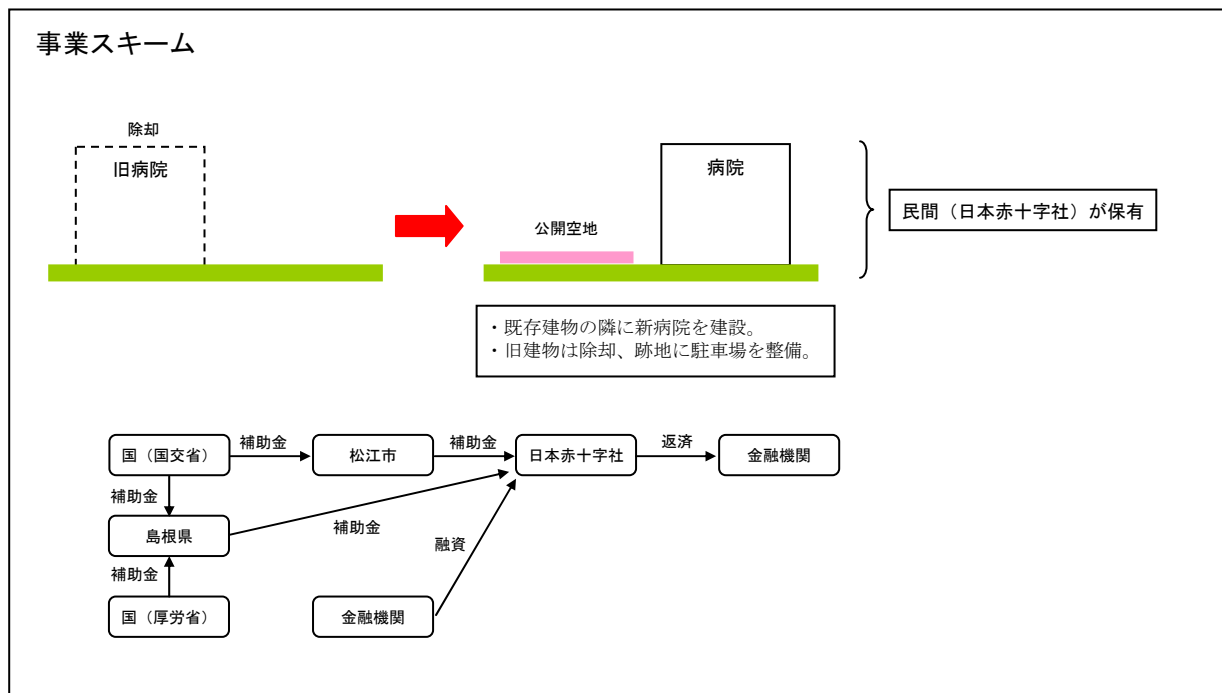 事業スキーム
除却
旧病院
病院
公開空地
民間（日本赤十字社）が保有
・既存建物の隣に新病院を建設。
・旧建物は除却、跡地に駐車場を整備。
国（国交省）
補助金
松江市
補助金
日本赤十字社
返済
金融機関
補助金
島根県
補助金
融資
補助金
国（厚労省）
金融機関